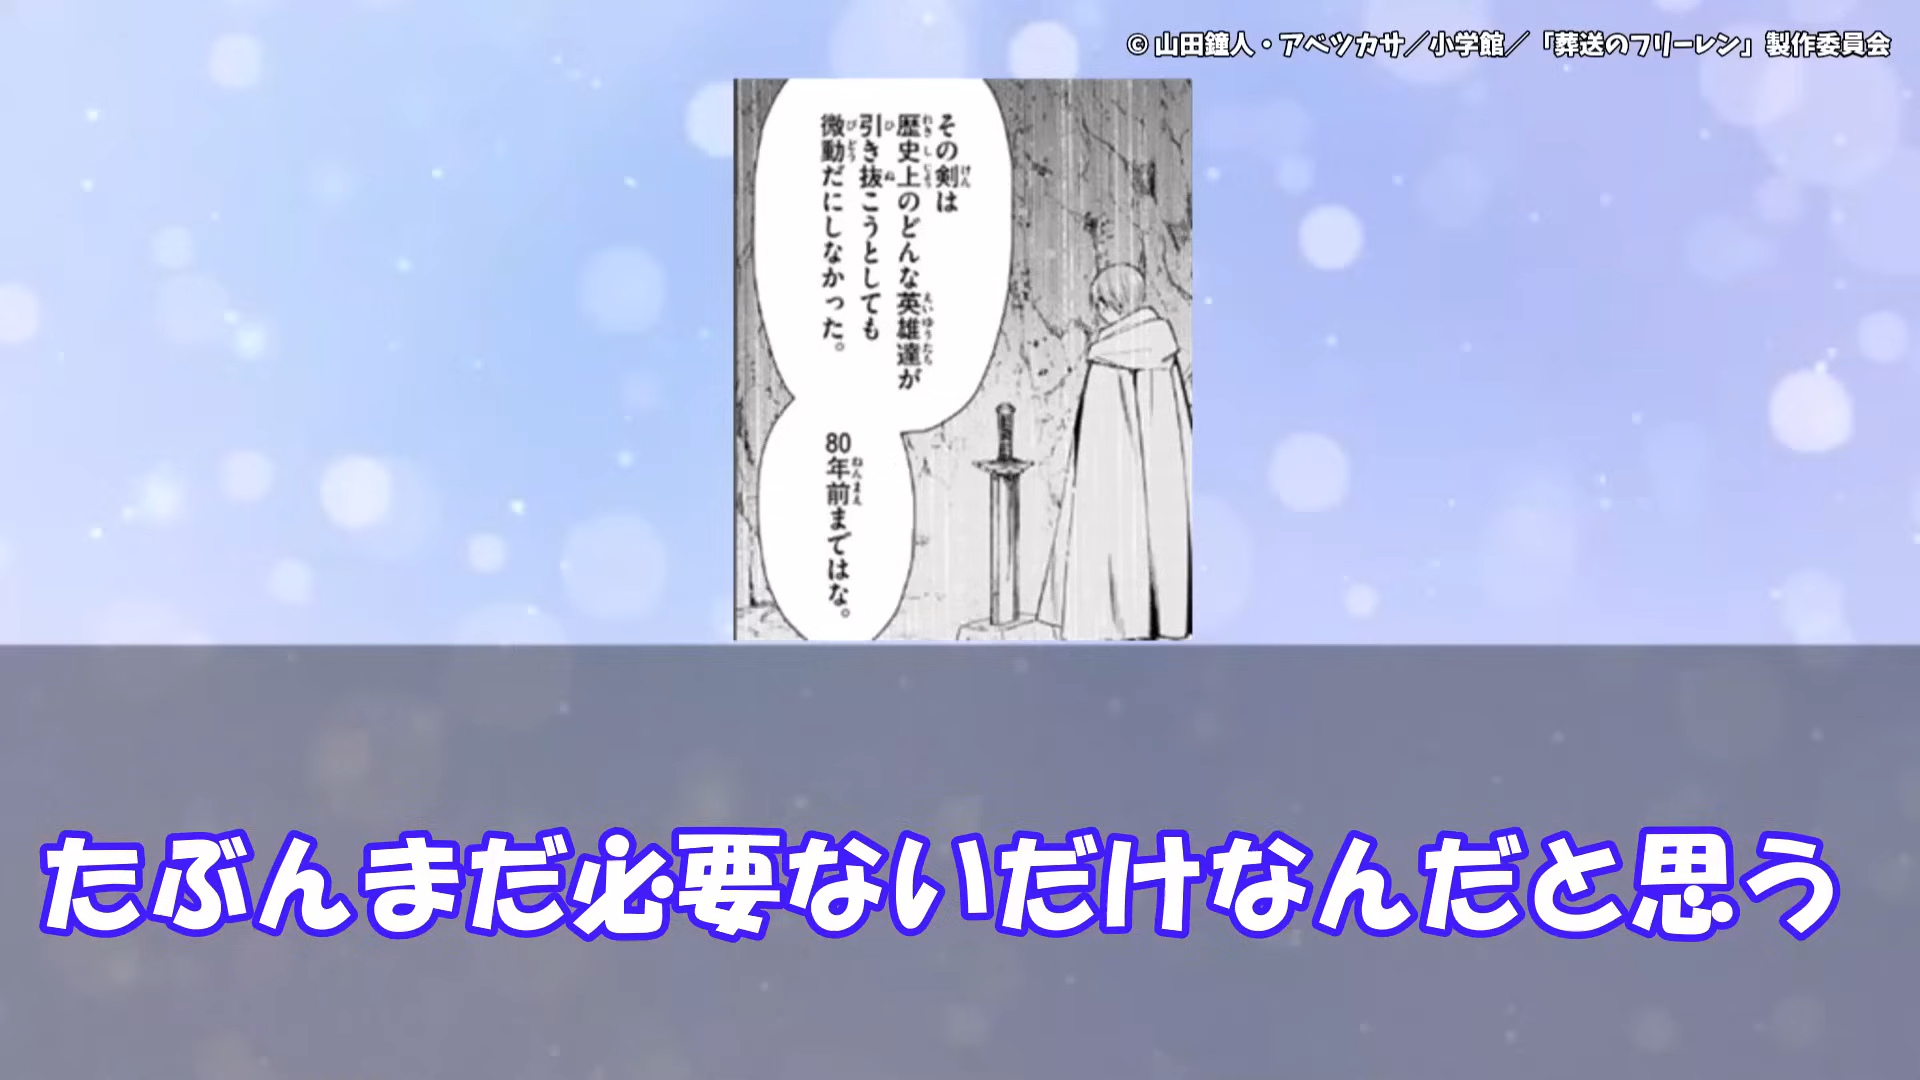 © 山田鐘人・アベツカサ／小学館／「葬送のフリーレン」製作委員会
その剣は
歴史上のどんな英雄達が
引き抜こうとしても
微動だにしなかった。
80年前まではな。
たぶんまだ必要ないだけなんだと思う